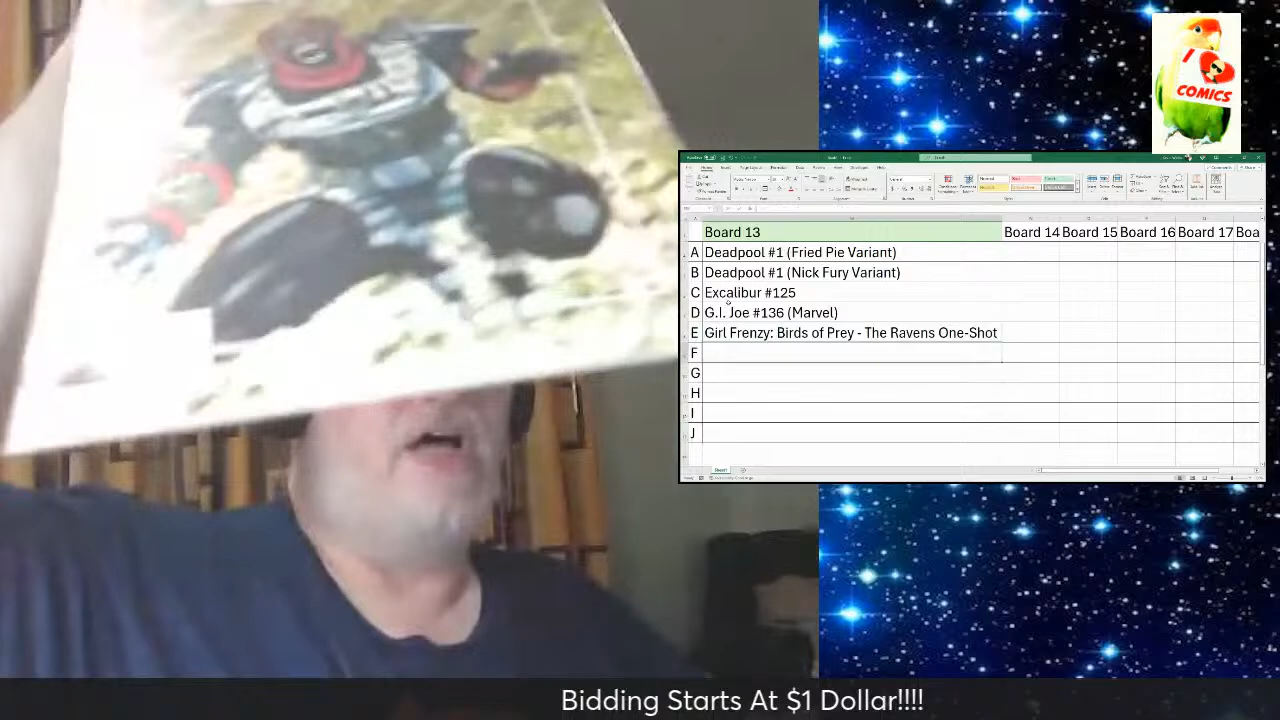 I
COMICS
Board 13
Board 14
Board 15
Board 16
Board 17
Boa
A Deadpool #1 (Fried Pie Variant)
B Deadpool #1 (Nick Fury Variant)
C Excalibur #125
D G.I. Joe #136 (Marvel)
E Girl Frenzy: Birds of Prey - The Ravens One-Shot
F
G
H
I
J
Bidding Starts At $1 Dollar!!!!